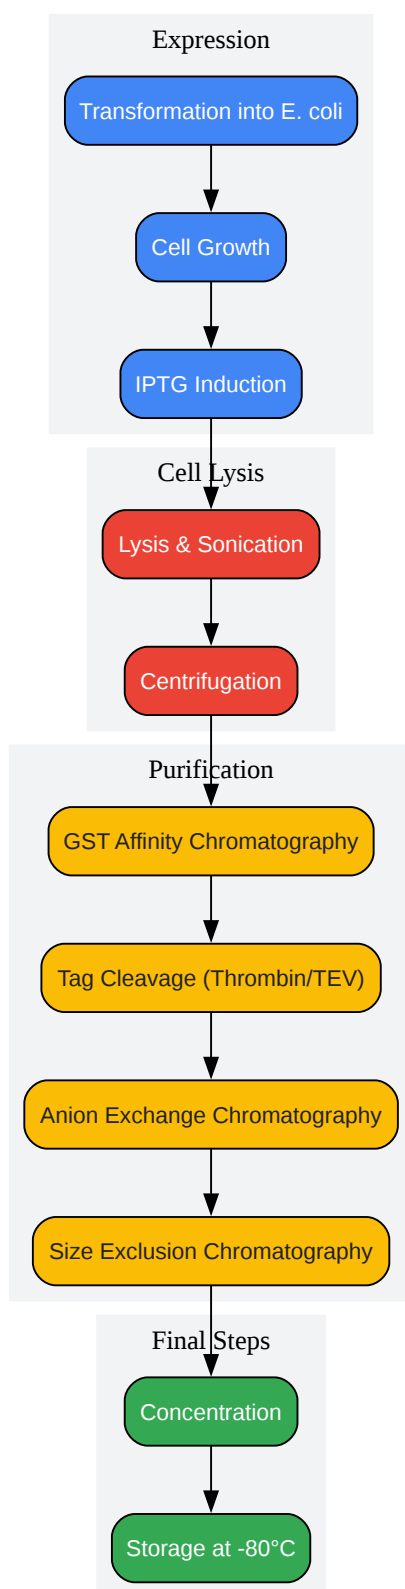 Expression
Transformation into E. coli
Cell Growth
IPTG Induction
Cell Lysis
Lysis & Sonication
Centrifugation
Purification
GST Affinity Chromatography
Tag Cleavage (Thrombin/TEV)
Anion Exchange Chromatography
Size Exclusion Chromatography
Final Steps
Concentration
Storage at -80°C